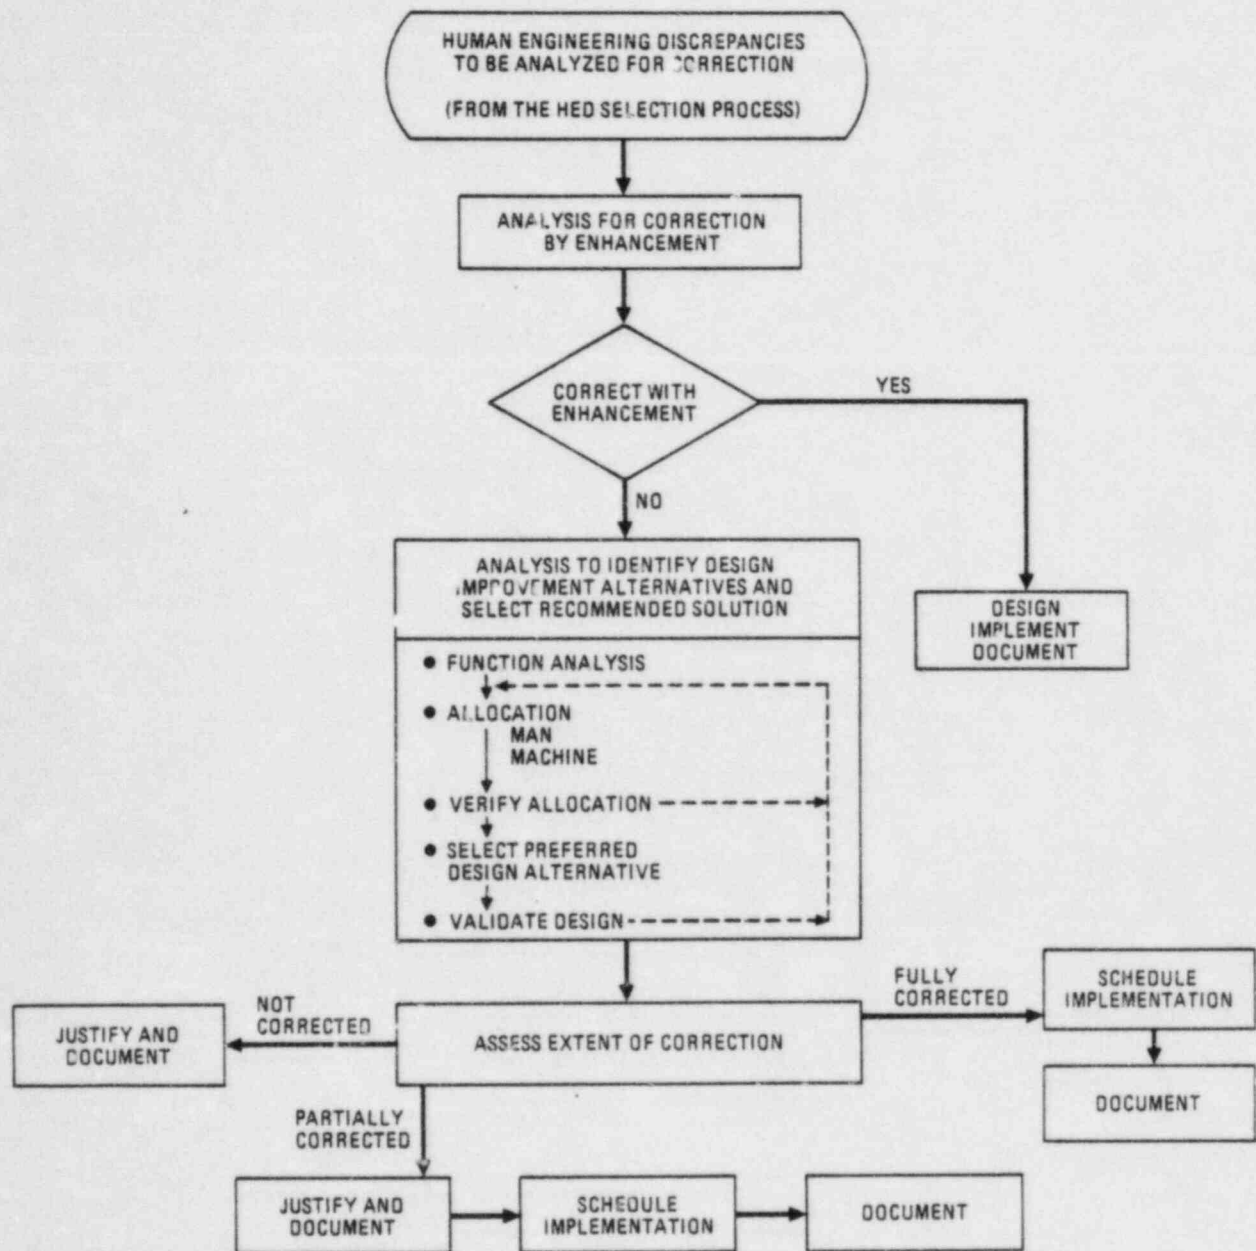 HUMAN ENGINEERING DISCREPANCIES
TO BE ANALYZED FOR CORRECTION
(FROM THE HED SELECTION PROCESS)
ANALYSIS FOR CORRECTION
BY ENHANCEMENT
CORRECT WITH
ENHANCEMENT
YES
NO
ANALYSIS TO IDENTIFY DESIGN
IMPROVEMENT ALTERNATIVES AND
SELECT RECOMMENDED SOLUTION
DESIGN
IMPLEMENT
DOCUMENT
● FUNCTION ANALYSIS
● ALLOCATION
MAN
MACHINE
● VERIFY ALLOCATION
● SELECT PREFERRED
DESIGN ALTERNATIVE
● VALIDATE DESIGN
ASSESS EXTENT OF CORRECTION
NOT
CORRECTED
JUSTIFY AND
DOCUMENT
FULLY
CORRECTED
SCHEDULE
IMPLEMENTATION
DOCUMENT
PARTIALLY
CORRECTED
JUSTIFY AND
DOCUMENT
SCHEDULE
IMPLEMENTATION
DOCUMENT